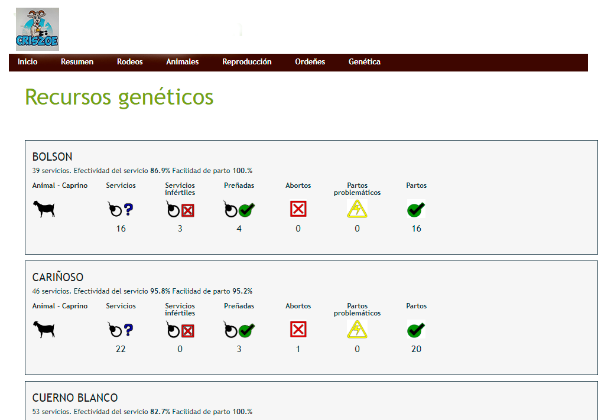 CRISZOE
Inicio Resumen Rodeos Animales Reproducción Ordeñes Genética
Recursos genéticos
BOLSON
39 servicios. Efectividad del servicio 86.9% Facilidad de parto 100.%
Animal - Caprino Servicios Servicios infértiles Preñadas Abortos Partos problemáticos Partos
16 3 4 0 0 16
CARIÑOSO
46 servicios. Efectividad del servicio 95.8% Facilidad de parto 95.2%
Animal - Caprino Servicios Servicios infértiles Preñadas Abortos Partos problemáticos Partos
22 0 3 1 0 20
CUERNO BLANCO
53 servicios. Efectividad del servicio 82.7% Facilidad de parto 100.%